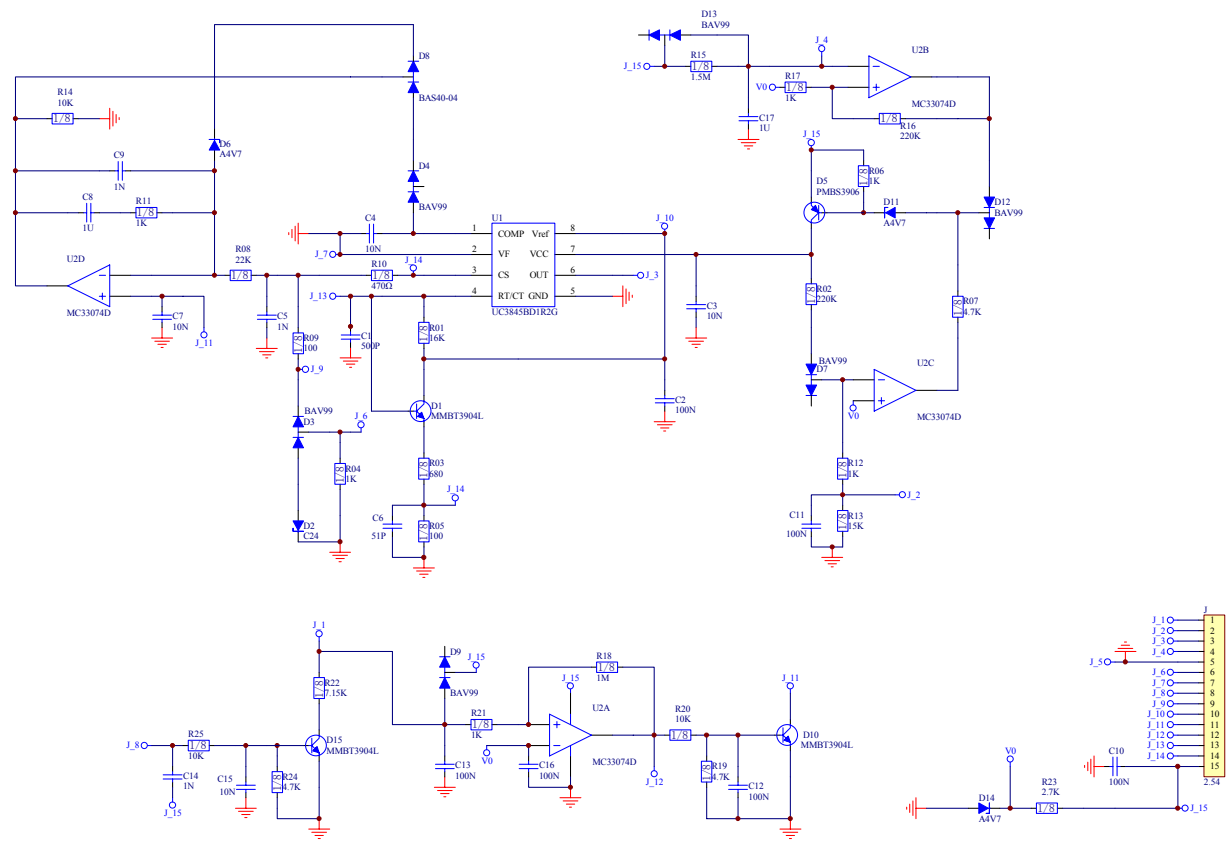 D13
BAV99
J_4
U2B
D8
R15
J_15
1/8
1.5M
R17
V0
1/8
1K
MC33074D
R14
10K
1/8
BAS40-04
C17
1U
1/8
R16
220K
J_15
D6
A4V7
C9
1N
D4
R06
1K
1/8
D5
PMBS3906
D11
A4V7
D12
BAV99
C8
1U
R11
1/8
1K
BAV99
C4
10N
U1
J_10
1
COMP
Vref
8
J_7
2
VF
VCC
7
U2D
R08
22K
1/8
R10
1/8
470Ω
J_14
3
CS
OUT
6
J_3
J_13
4
RT/CT
GND
5
UC3845BD1R2G
MC33074D
C7
10N
J_11
C5
1N
R09
100
1/8
C1
500P
R01
16K
1/8
C3
10N
R02
220K
1/8
R07
4.7K
1/8
J_9
BAV99
D7
U2C
V0
MC33074D
BAV99
D3
J_6
D1
MMBT3904L
C2
100N
R04
1K
1/8
R03
680
1/8
R12
1K
1/8
J_14
J_2
D2
C24
C6
51P
R05
100
1/8
C11
100N
R13
15K
1/8
J_1
D9
J_15
BAV99
R18
1/8
1M
J_15
U2A
J_11
R22
7.15K
1/8
R21
1/8
1K
R20
10K
1/8
J_8
R25
1/8
10K
D15
MMBT3904L
V0
MC33074D
D10
MMBT3904L
C14
1N
J_15
C15
10N
R24
4.7K
1/8
C13
100N
C16
100N
J_12
R19
4.7K
1/8
C12
100N
J
J_1
1
J_2
2
J_3
3
J_4
4
J_5
5
J_6
6
J_7
7
J_8
8
J_9
9
J_10
10
J_11
11
J_12
12
J_13
13
J_14
14
15
2.54
V0
C10
100N
D14
A4V7
R23
2.7K
1/8
J_15